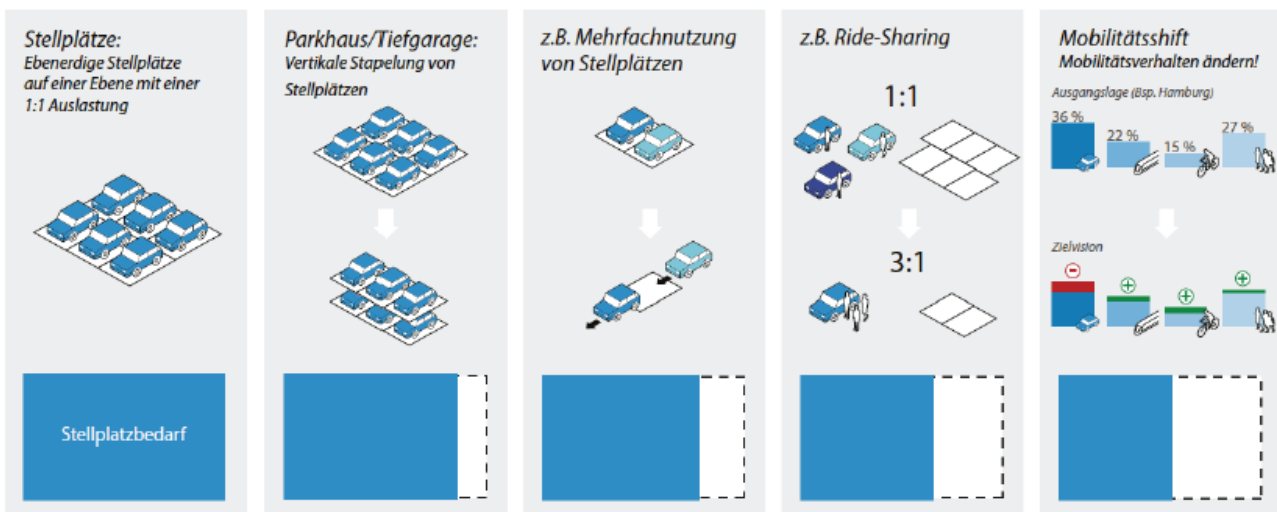 Stellplätze:
Ebenerdige Stellplätze
auf einer Ebene mit einer
1:1 Auslastung
Stellplatzbedarf
Parkhaus/Tiefgarage:
Vertikale Stapelung von
Stellplätzen
z.B. Mehrfachnutzung
von Stellplätzen
z.B. Ride-Sharing
1:1
3:1
Mobilitätsshift
Mobilitätsverhalten ändern!
Ausgangslage (Bsp. Hamburg)
36 %
22 %
15 %
27 %
Zielvision